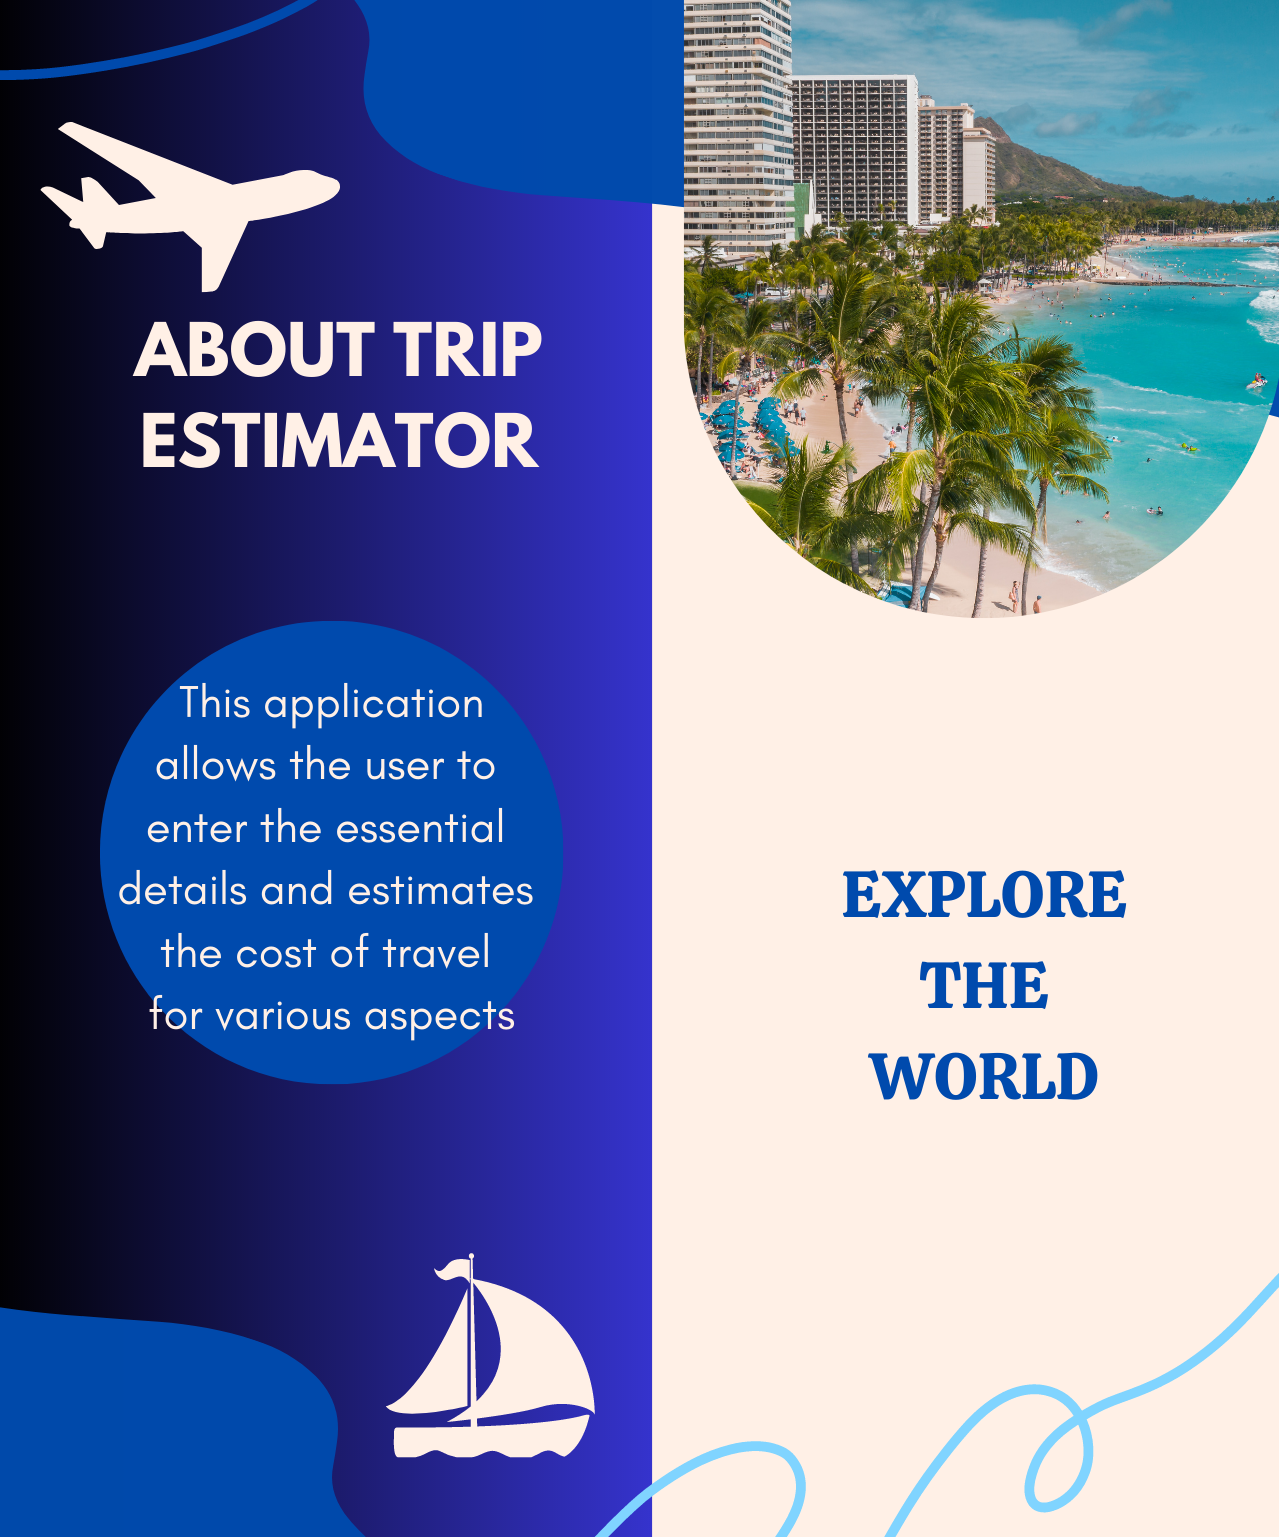 ABOUT TRIP
ESTIMATOR
This application
allows the user to
enter the essential
details and estimates
the cost of travel
for various aspects
EXPLORE
THE
WORLD